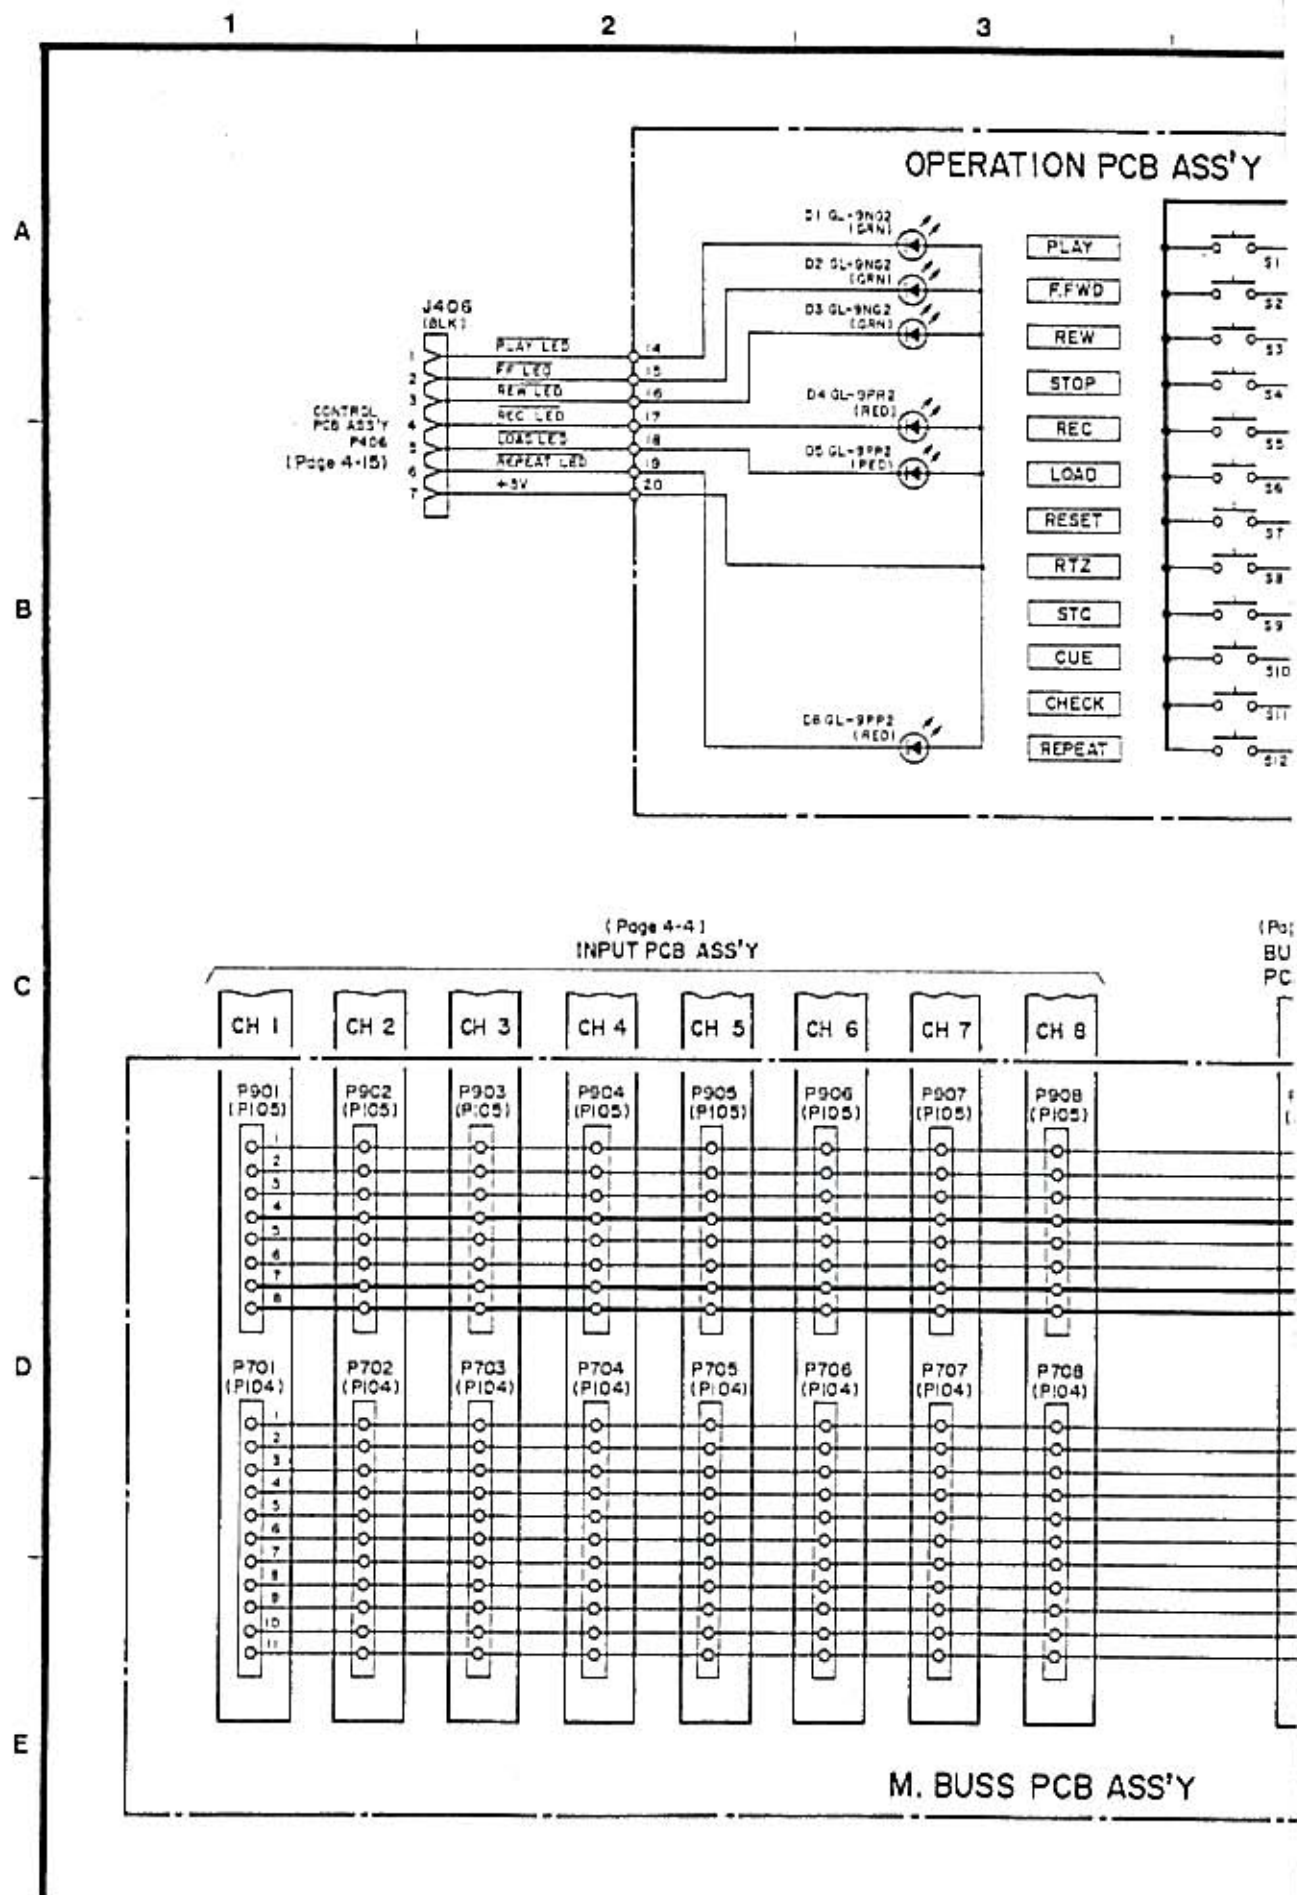 1 2 3
OPERATION PCB ASS'Y
A
D1 GL-9NG2
(GRN)
D2 GL-9NG2
(GRN)
D3 GL-9NG2
(GRN)
D4 GL-9PR2
(RED)
D5 GL-9PR2
(RED)
D6 GL-9PR2
(RED)
PLAY S1
F.FWD S2
REW S3
STOP S4
REC S5
LOAD S6
RESET S7
RTZ S8
STC S9
CUE S10
CHECK S11
REPEAT S12
J406
(BLK)
1 PLAY LED 14
2 FF LED 15
3 REW LED 16
4 REC LED 17
5 LOAD LED 18
6 REPEAT LED 19
7 +5V 20
CONTROL
PCB ASS'Y
P406
(Page 4-15)
B
(Page 4-4)
INPUT PCB ASS'Y
C
BU
PC
CH 1 CH 2 CH 3 CH 4 CH 5 CH 6 CH 7 CH 8
P901 P902 P903 P904 P905 P906 P907 P908
(P105) (P105) (P105) (P105) (P105) (P105) (P105) (P105)
1
2
3
4
5
6
7
8
D
P701 P702 P703 P704 P705 P706 P707 P708
(P104) (P104) (P104) (P104) (P104) (P104) (P104) (P104)
1
2
3
4
5
6
7
8
9
10
11
E
M. BUSS PCB ASS'Y